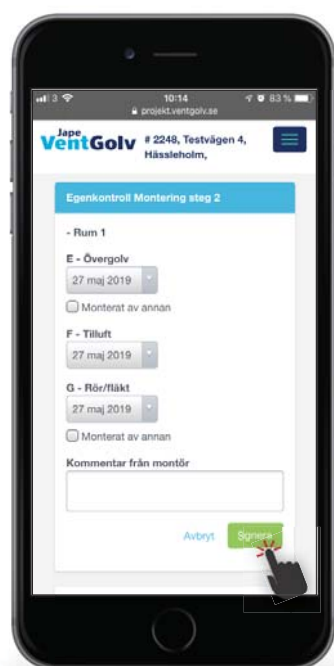 3 10:14 83 %
projekt.ventgolv.se
Jape
VentGolv
# 2248, Testvägen 4,
Hässleholm,
Egenkontroll Montering steg 2
- Rum 1
E - Övergolv
27 maj 2019
Monterat av annan
F - Tilluft
27 maj 2019
G - Rör/fläkt
27 maj 2019
Monterat av annan
Kommentar från montör
Avbryt Signera